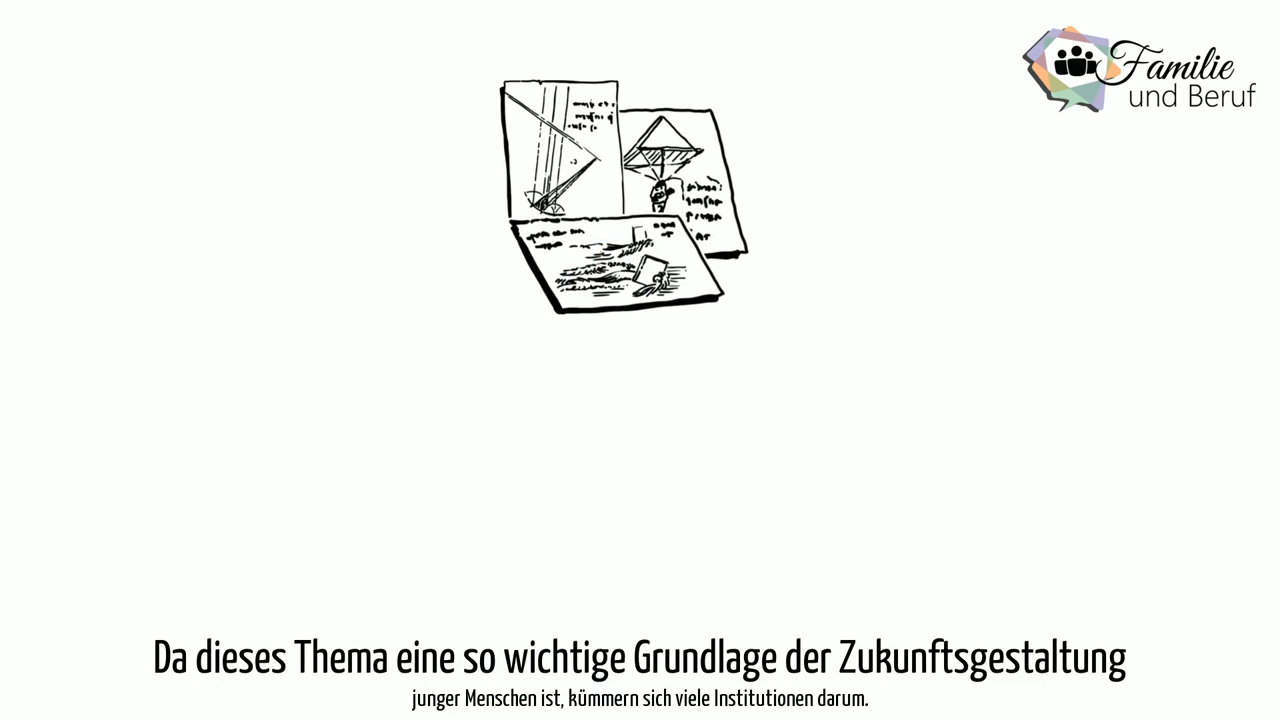 Familie
und Beruf
Da dieses Thema eine so wichtige Grundlage der Zukunftsgestaltung
junger Menschen ist, kümmern sich viele Institutionen darum.